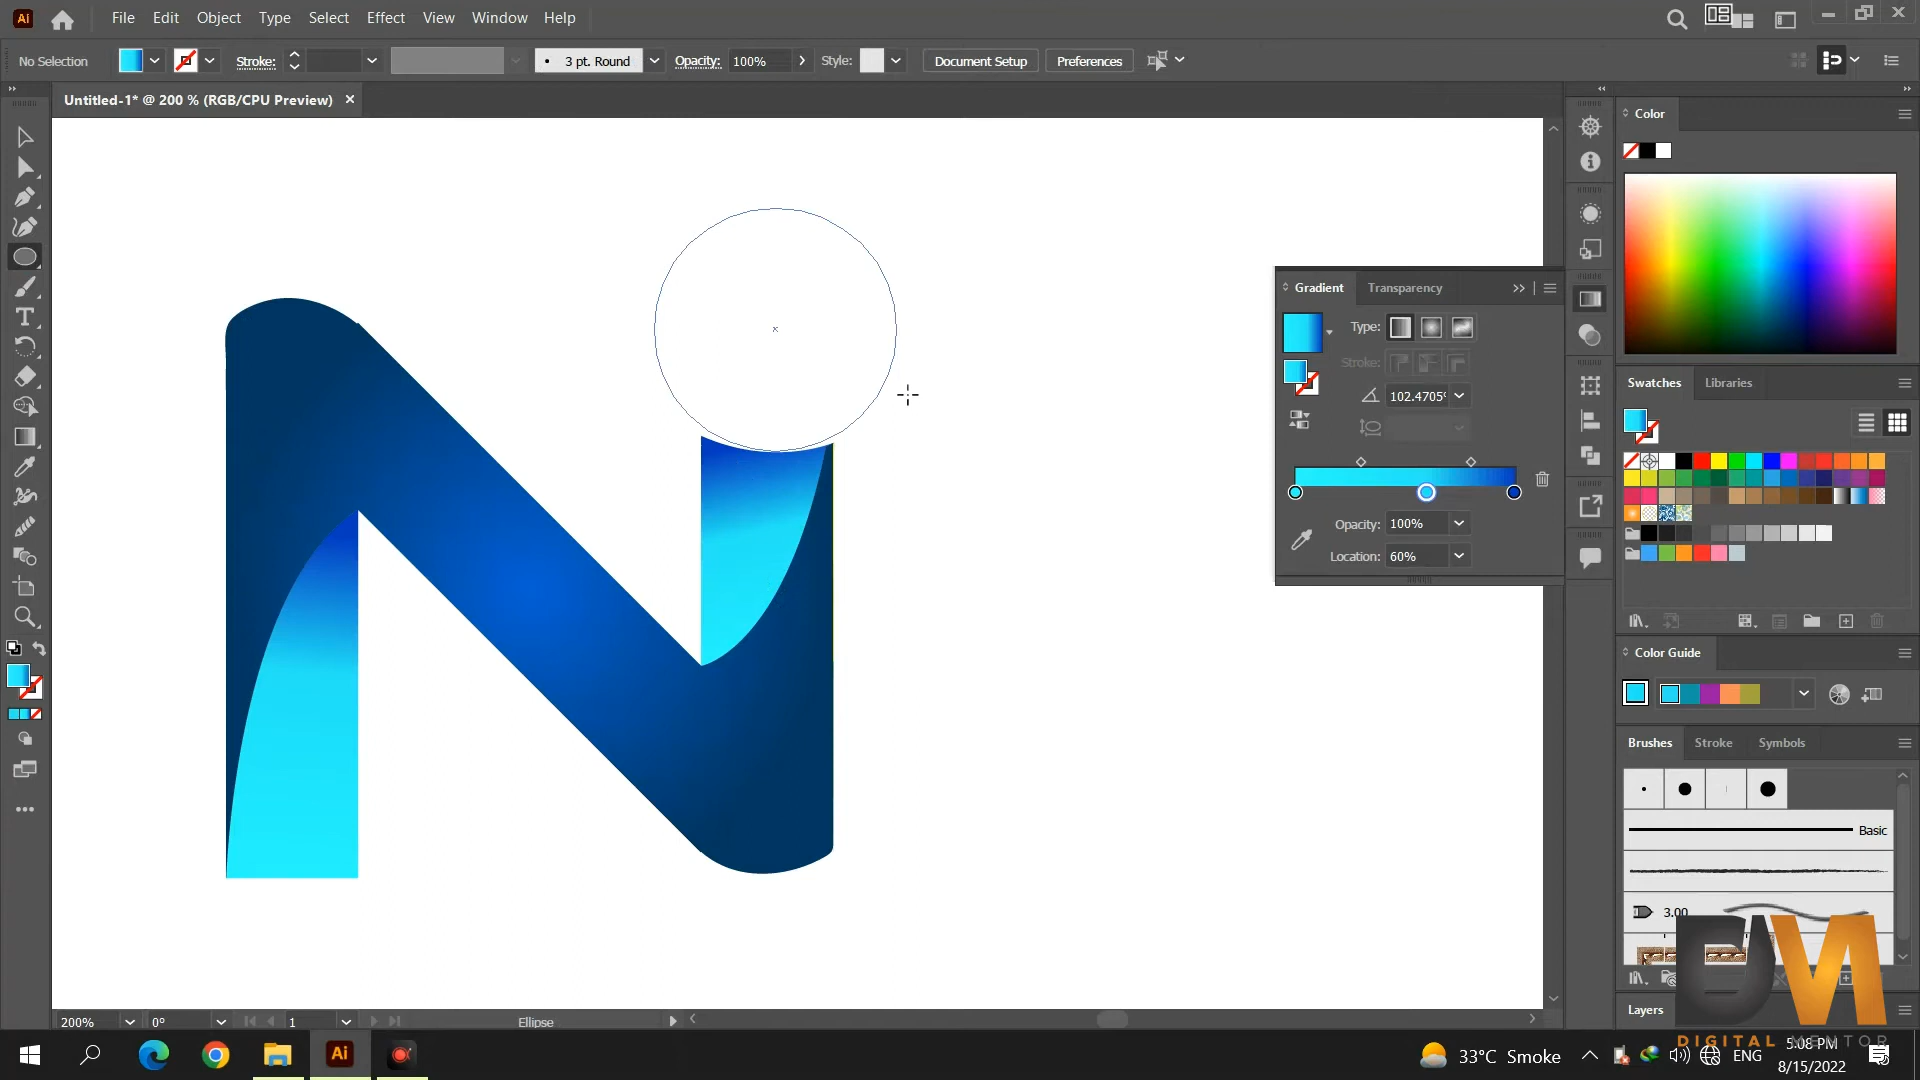 Ai File Edit Object Type Select Effect View Window Help
No Selection Stroke: 3 pt. Round Opacity: 100% Style: Document Setup Preferences
Untitled-1* @ 200 % (RGB/CPU Preview)
Color
Gradient Transparency
Type:
Stroke:
102.4705°
Opacity: 100%
Location: 60%
Swatches Libraries
Color Guide
Brushes Stroke Symbols
Basic
3.00
Layers
200% 0° 1 Ellipse
DIGITAL MENTOR
Ai 33°C Smoke ENG 5:08 PM
8/15/2022